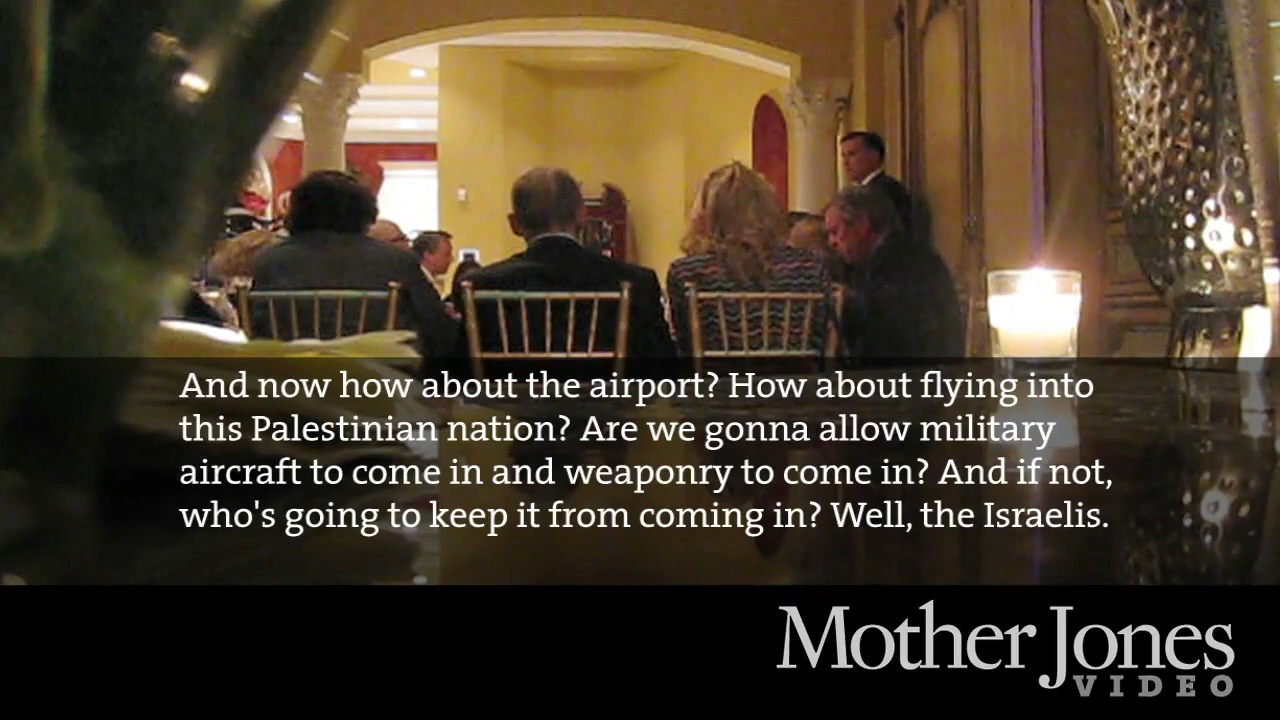 And now how about the airport? How about flying into
this Palestinian nation? Are we gonna allow military
aircraft to come in and weaponry to come in? And if not,
who's going to keep it from coming in? Well, the Israelis.
Mother Jones
VIDEO